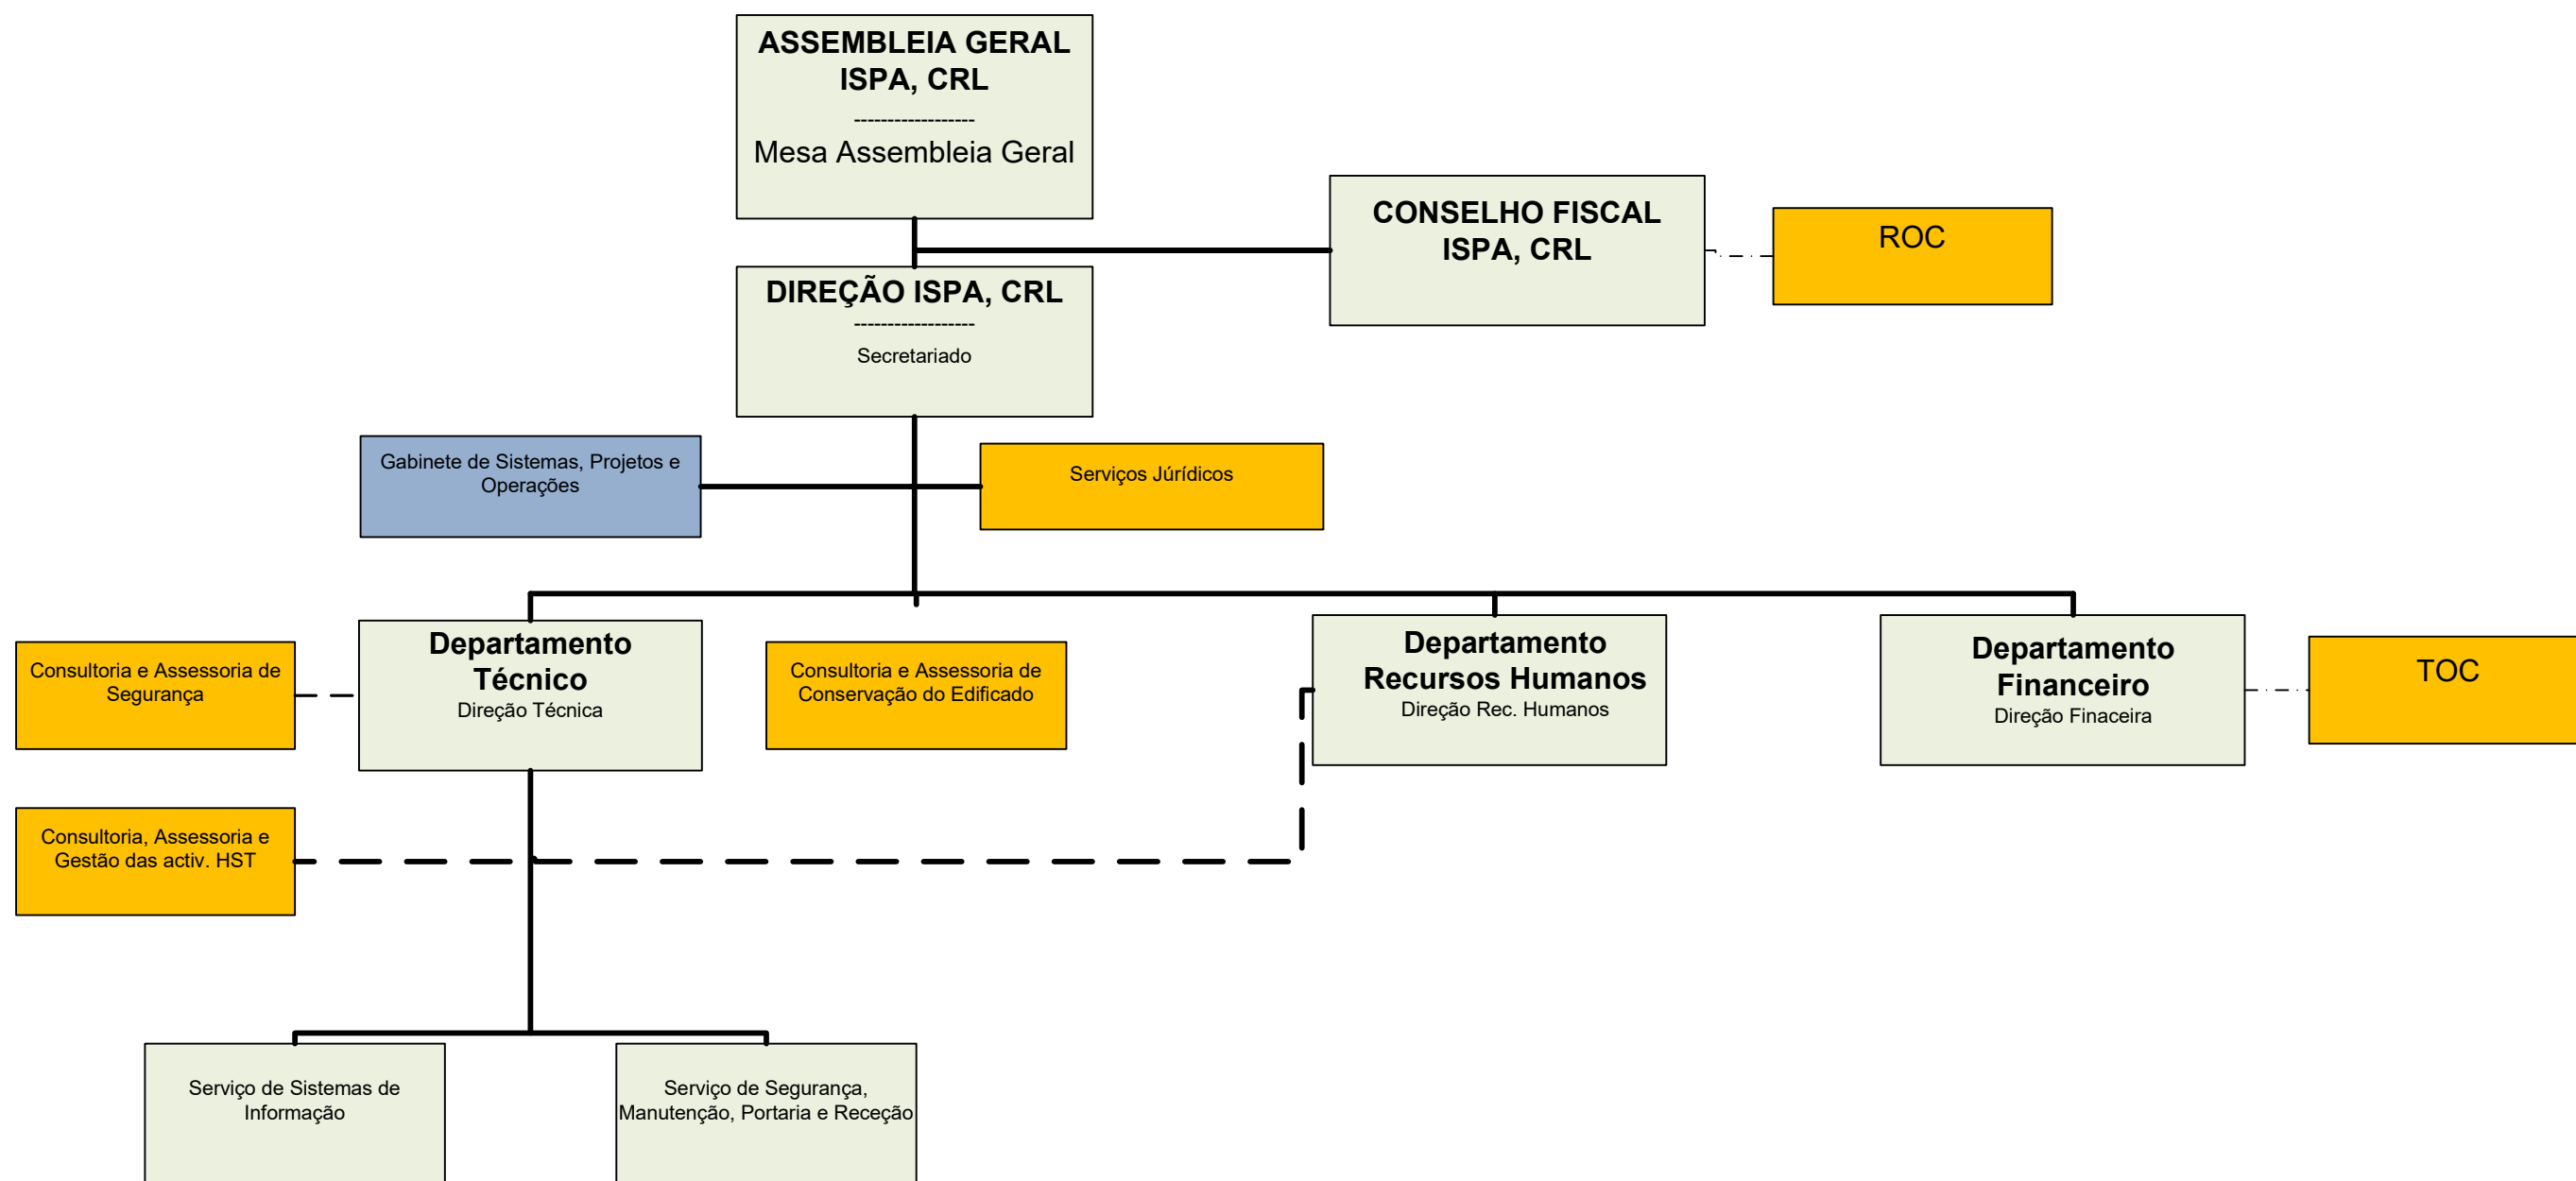 ASSEMBLEIA GERAL
ISPA, CRL
------------------
Mesa Assembleia Geral
CONSELHO FISCAL
ISPA, CRL
ROC
DIREÇÃO ISPA, CRL
------------------
Secretariado
Gabinete de Sistemas, Projetos e
Operações
Serviços Júrídicos
Consultoria e Assessoria de
Segurança
Departamento
Técnico
Direção Técnica
Consultoria e Assessoria de
Conservação do Edificado
Departamento
Recursos Humanos
Direção Rec. Humanos
Departamento
Financeiro
Direção Finaceira
TOC
Consultoria, Assessoria e
Gestão das activ. HST
Serviço de Sistemas de
Informação
Serviço de Segurança,
Manutenção, Portaria e Receção